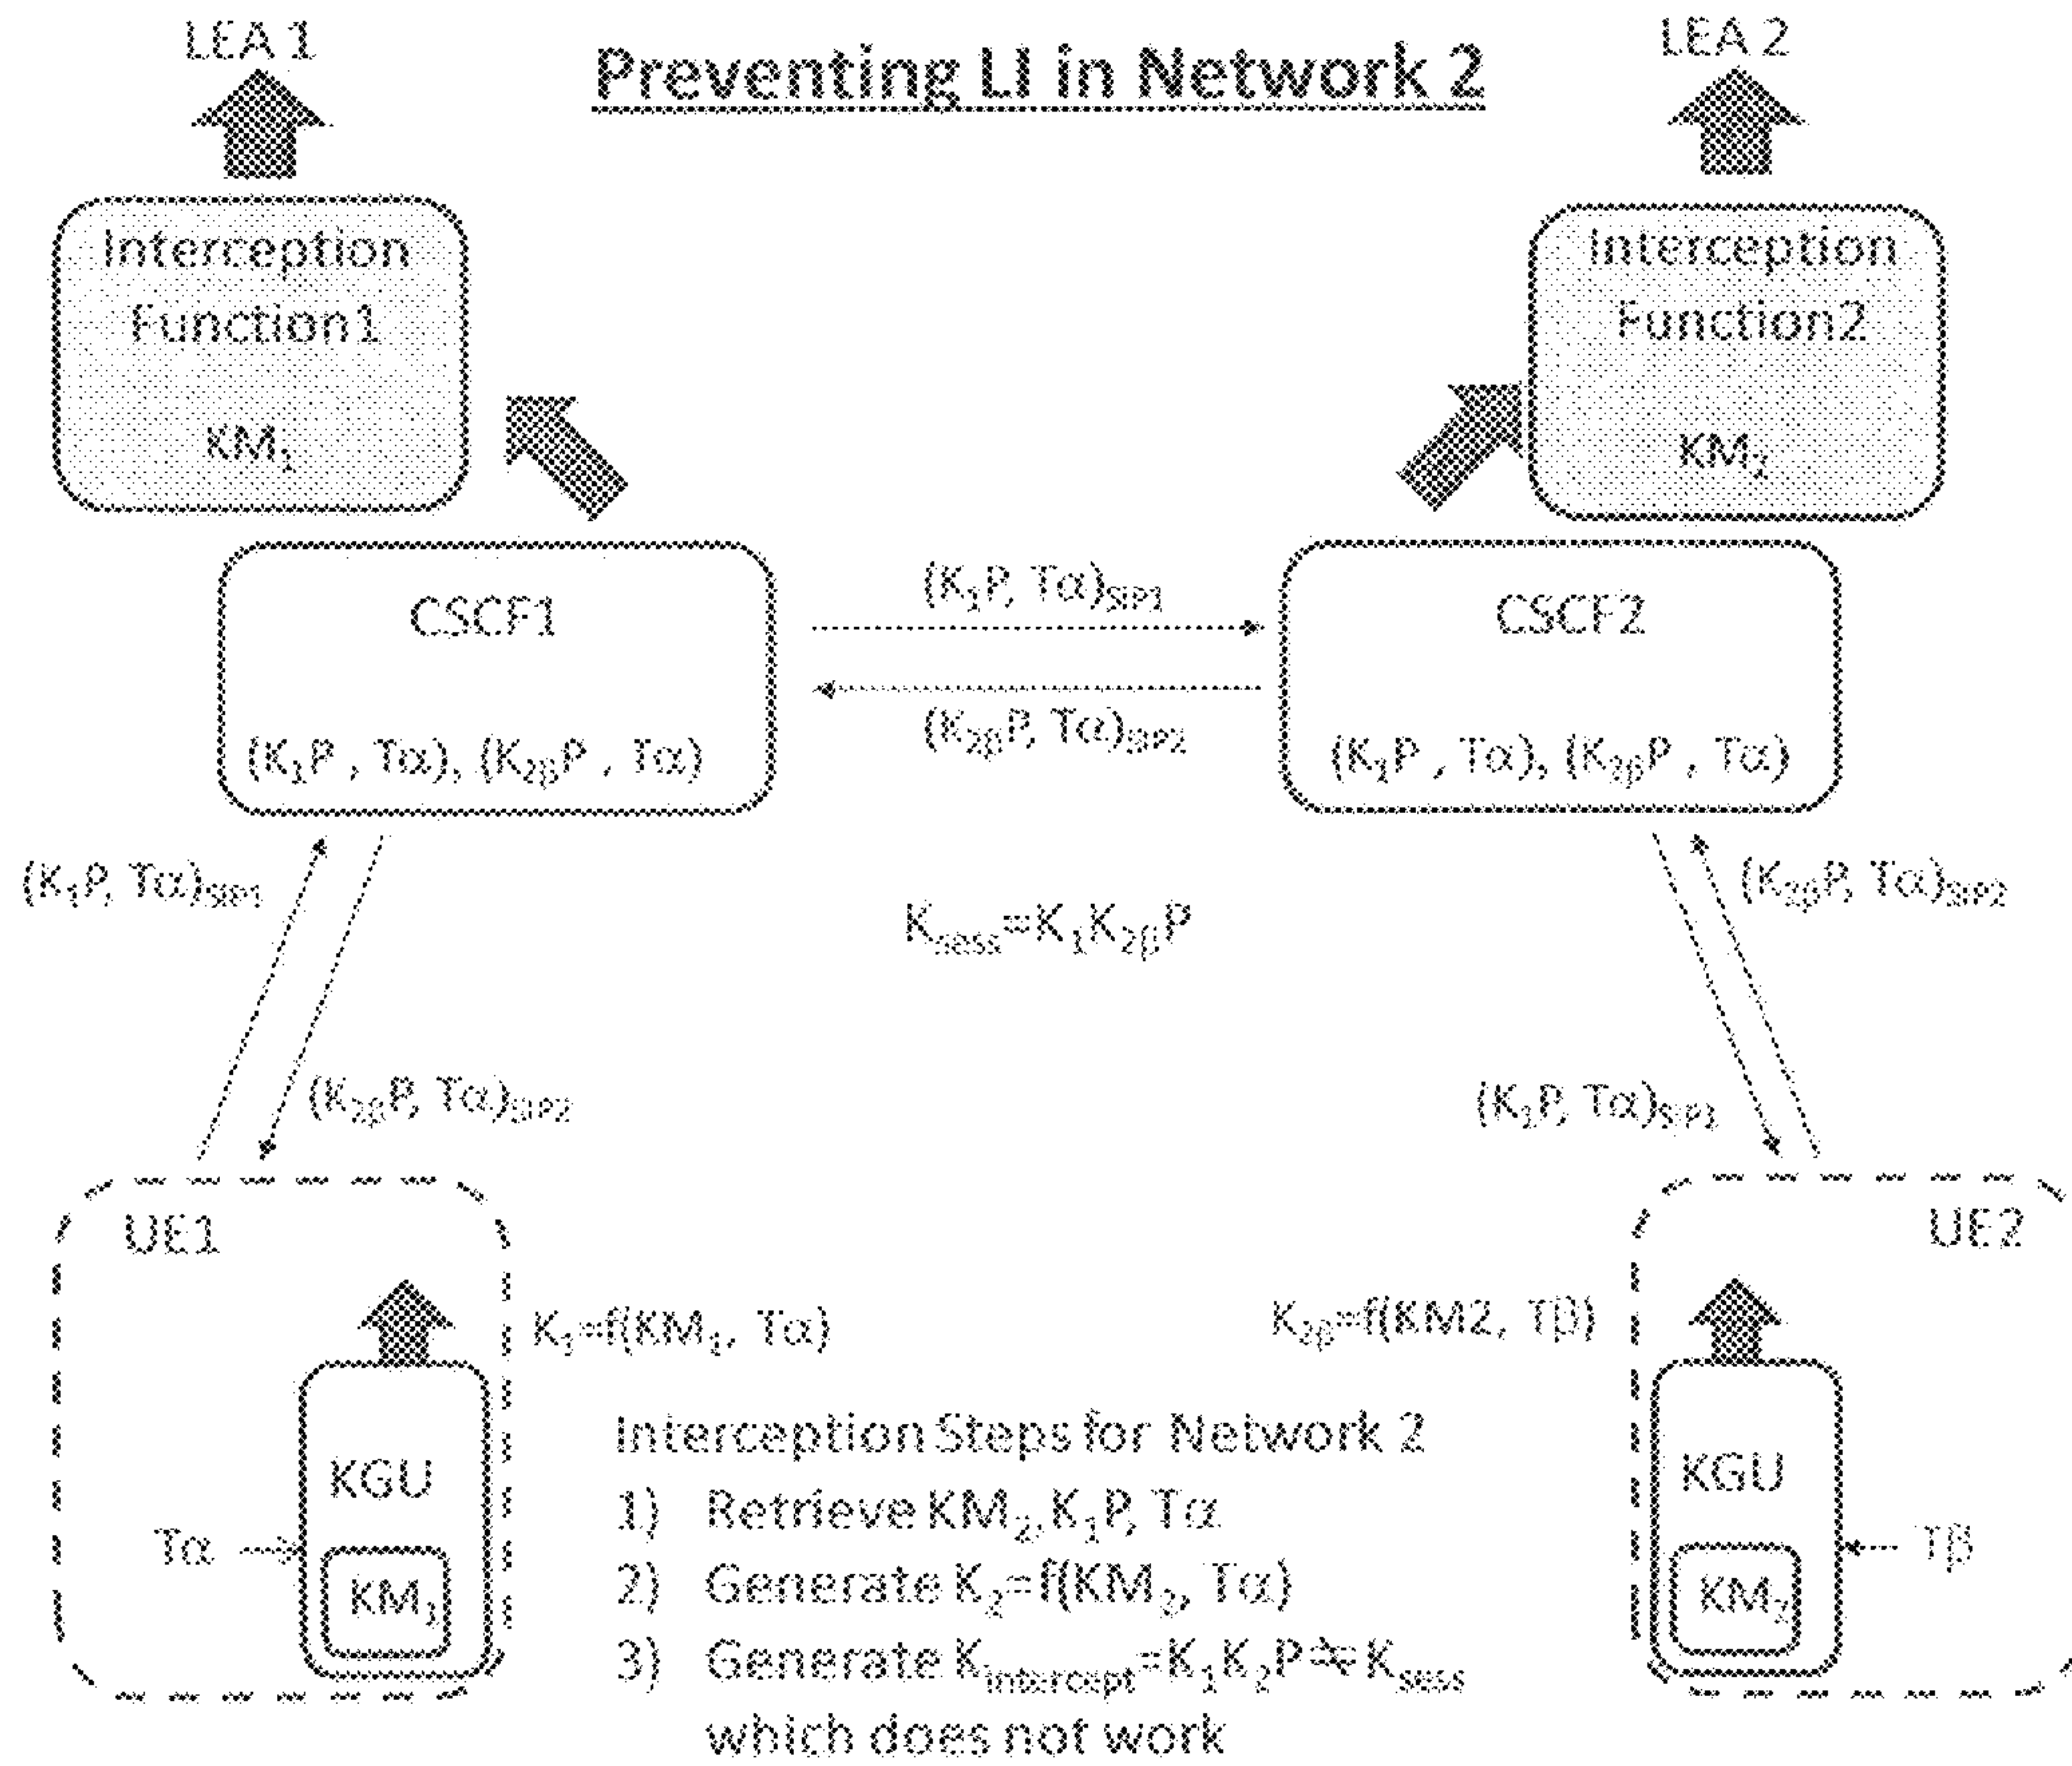 LEA 1
Preventing LI in Network 2
LEA 2
Interception
Function1
KM₁
Interception
Function2
KM₂
CSCF1
(K₁P , Tα), (K₂ᵦP , Tα)
(K₁P, Tα)SIP1
(K₂ᵦP, Tα)SIP2
CSCF2
(K₁P , Tα), (K₂ᵦP , Tα)
(K₁P, Tα)SIP1
(K₂ᵦP, Tα)SIP2
Ksess=K₁K₂ᵦP
(K₂ᵦP, Tα)SIP2
(K₁P, Tα)SIP1
UE1
K₁=f(KM₁, Tα)
KGU
Tα
KM₁
UE2
K₂ᵦ=f(KM2, Tβ)
KGU
Tβ
KM₂
Interception Steps for Network 2
1) Retrieve KM₂, K₁P, Tα
2) Generate K₂=f(KM₂, Tα)
3) Generate Kintercept=K₁K₂P≠Ksess
which does not work